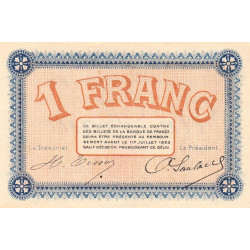 1 FRANC
CE BILLET ÉCHANGEABLE CONTRE
DES BILLETS DE LA BANQUE DE FRANCE
DEVRA ÊTRE PRÉSENTÉ AU REMBOUR-
SEMENT AVANT LE 1ER JUILLET
SAUF DÉCISION PROROGEANT CE DÉLAI
Le Trésorier, Le Président